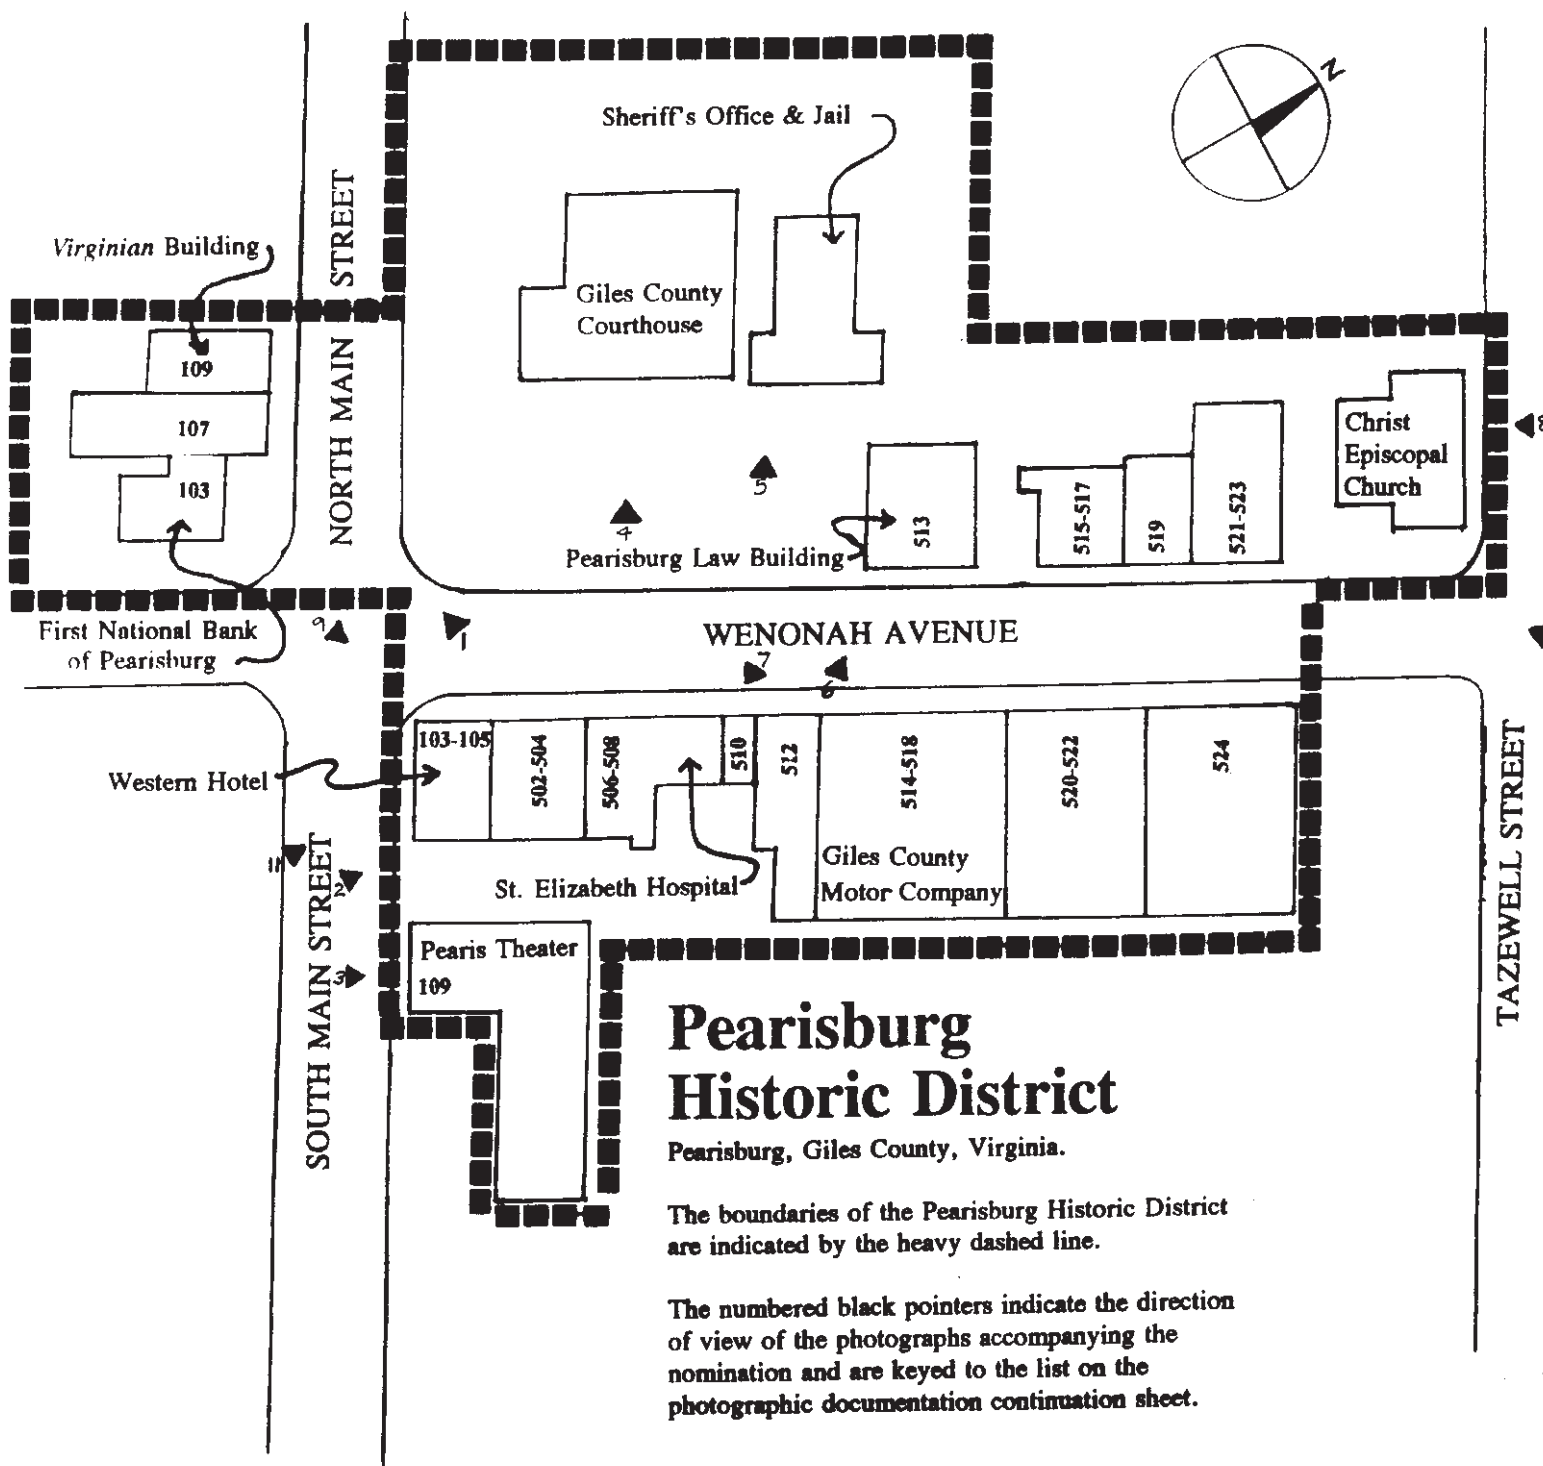 N
Sheriff's Office & Jail
NORTH MAIN STREET
Virginian Building
Giles County
Courthouse
109
107
103
Christ
Episcopal
Church
8
5
4
513
515-517
519
521-523
Pearisburg Law Building
First National Bank
of Pearisburg
9
1
WENONAH AVENUE
7
6
103-105
502-504
506-508
510
512
514-518
520-522
524
Western Hotel
TAZEWELL STREET
11
2
3
SOUTH MAIN STREET
St. Elizabeth Hospital
Giles County
Motor Company
Pearis Theater
109
Pearisburg
Historic District
Pearisburg, Giles County, Virginia.
The boundaries of the Pearisburg Historic District
are indicated by the heavy dashed line.
The numbered black pointers indicate the direction
of view of the photographs accompanying the
nomination and are keyed to the list on the
photographic documentation continuation sheet.